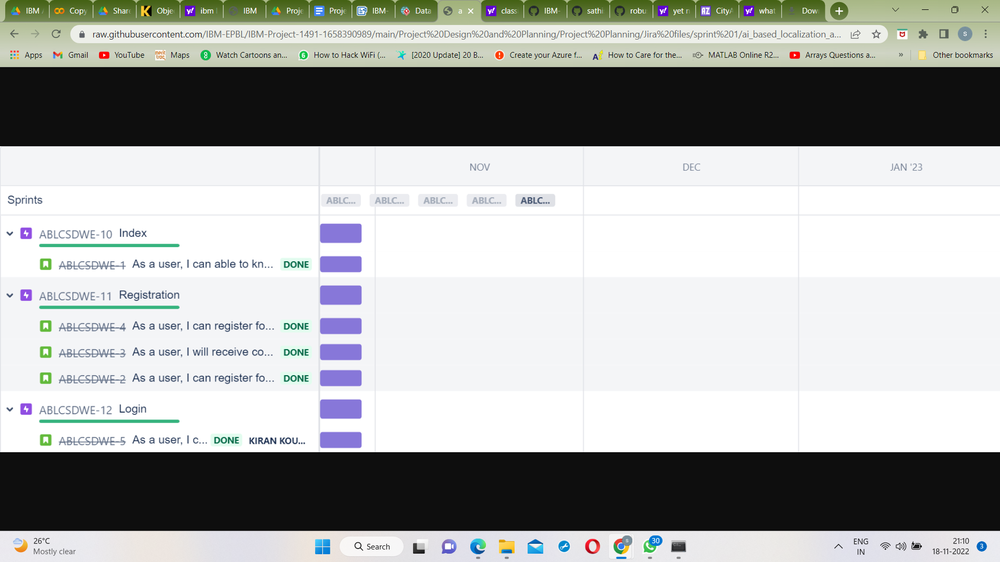 IBM A Copy Share K Obje y! ibm IBM Proje Proje IBM- Data a y! class IBM- sathi robu y! yet n AZ CityA y! what Dow
raw.githubusercontent.com/IBM-EPBL/IBM-Project-1491-1658390989/main/Project%20Design%20and%20Planning/Project%20Planning/Jira%20files/sprint%201/ai_based_localization_a... s
Apps Gmail YouTube Maps Watch Cartoons an... How to Hack WiFi (... [2020 Update] 20 B... Create your Azure f... How to Care for the... MATLAB Online R2... Arrays Questions a... » Other bookmarks
NOV DEC JAN '23
Sprints ABLC... ABLC... ABLC... ABLC... ABLC...
ABLCSDWE-10 Index
ABLCSDWE-1 As a user, I can able to kn... DONE
ABLCSDWE-11 Registration
ABLCSDWE-4 As a user, I can register fo... DONE
ABLCSDWE-3 As a user, I will receive co... DONE
ABLCSDWE-2 As a user, I can register fo... DONE
ABLCSDWE-12 Login
ABLCSDWE-5 As a user, I c... DONE KIRAN KOU...
26°C
Mostly clear
Search
30
ENG
IN
21:10
18-11-2022
3